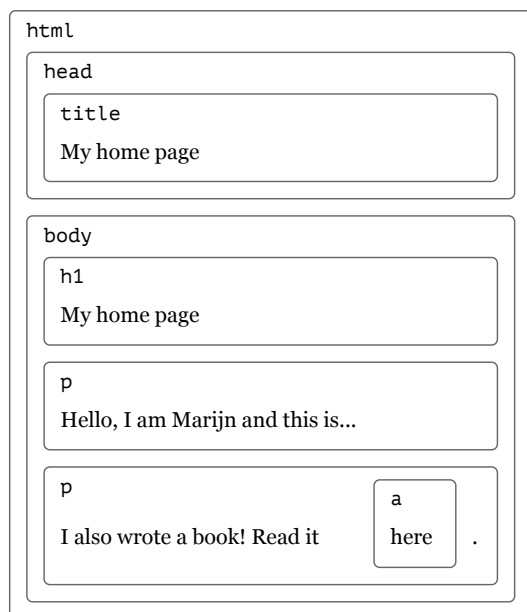 html
head
title
My home page
body
h1
My home page
p
Hello, I am Marijn and this is...
p
a
I also wrote a book! Read it here .